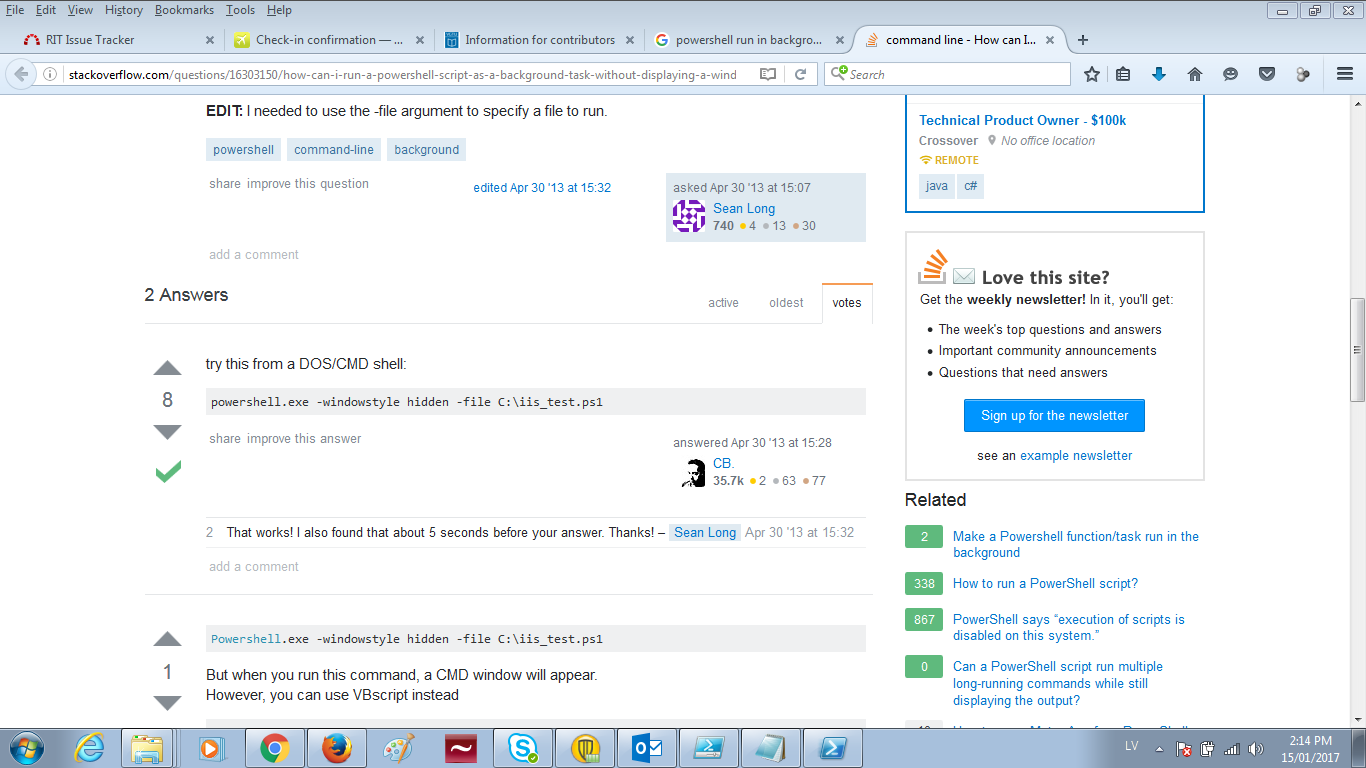 File Edit View History Bookmarks Tools Help
RIT Issue Tracker
Check-in confirmation — ...
Information for contributors
powershell run in backgro...
command line - How can I...
stackoverflow.com/questions/16303150/how-can-i-run-a-powershell-script-as-a-background-task-without-displaying-a-wind
Search
EDIT: I needed to use the -file argument to specify a file to run.
powershell command-line background
share improve this question
edited Apr 30 '13 at 15:32
asked Apr 30 '13 at 15:07
Sean Long
740 4 13 30
add a comment
2 Answers
active oldest votes
8
try this from a DOS/CMD shell:
powershell.exe -windowstyle hidden -file C:\iis_test.ps1
share improve this answer
answered Apr 30 '13 at 15:28
CB.
35.7k 2 63 77
2 That works! I also found that about 5 seconds before your answer. Thanks! – Sean Long Apr 30 '13 at 15:32
add a comment
1
Powershell.exe -windowstyle hidden -file C:\iis_test.ps1
But when you run this command, a CMD window will appear.
However, you can use VBscript instead
Technical Product Owner - $100k
Crossover No office location
REMOTE
java c#
Love this site?
Get the weekly newsletter! In it, you'll get:
The week's top questions and answers
Important community announcements
Questions that need answers
Sign up for the newsletter
see an example newsletter
Related
2 Make a Powershell function/task run in the
background
338 How to run a PowerShell script?
867 PowerShell says “execution of scripts is
disabled on this system.”
0 Can a PowerShell script run multiple
long-running commands while still
displaying the output?
LV
2:14 PM
15/01/2017